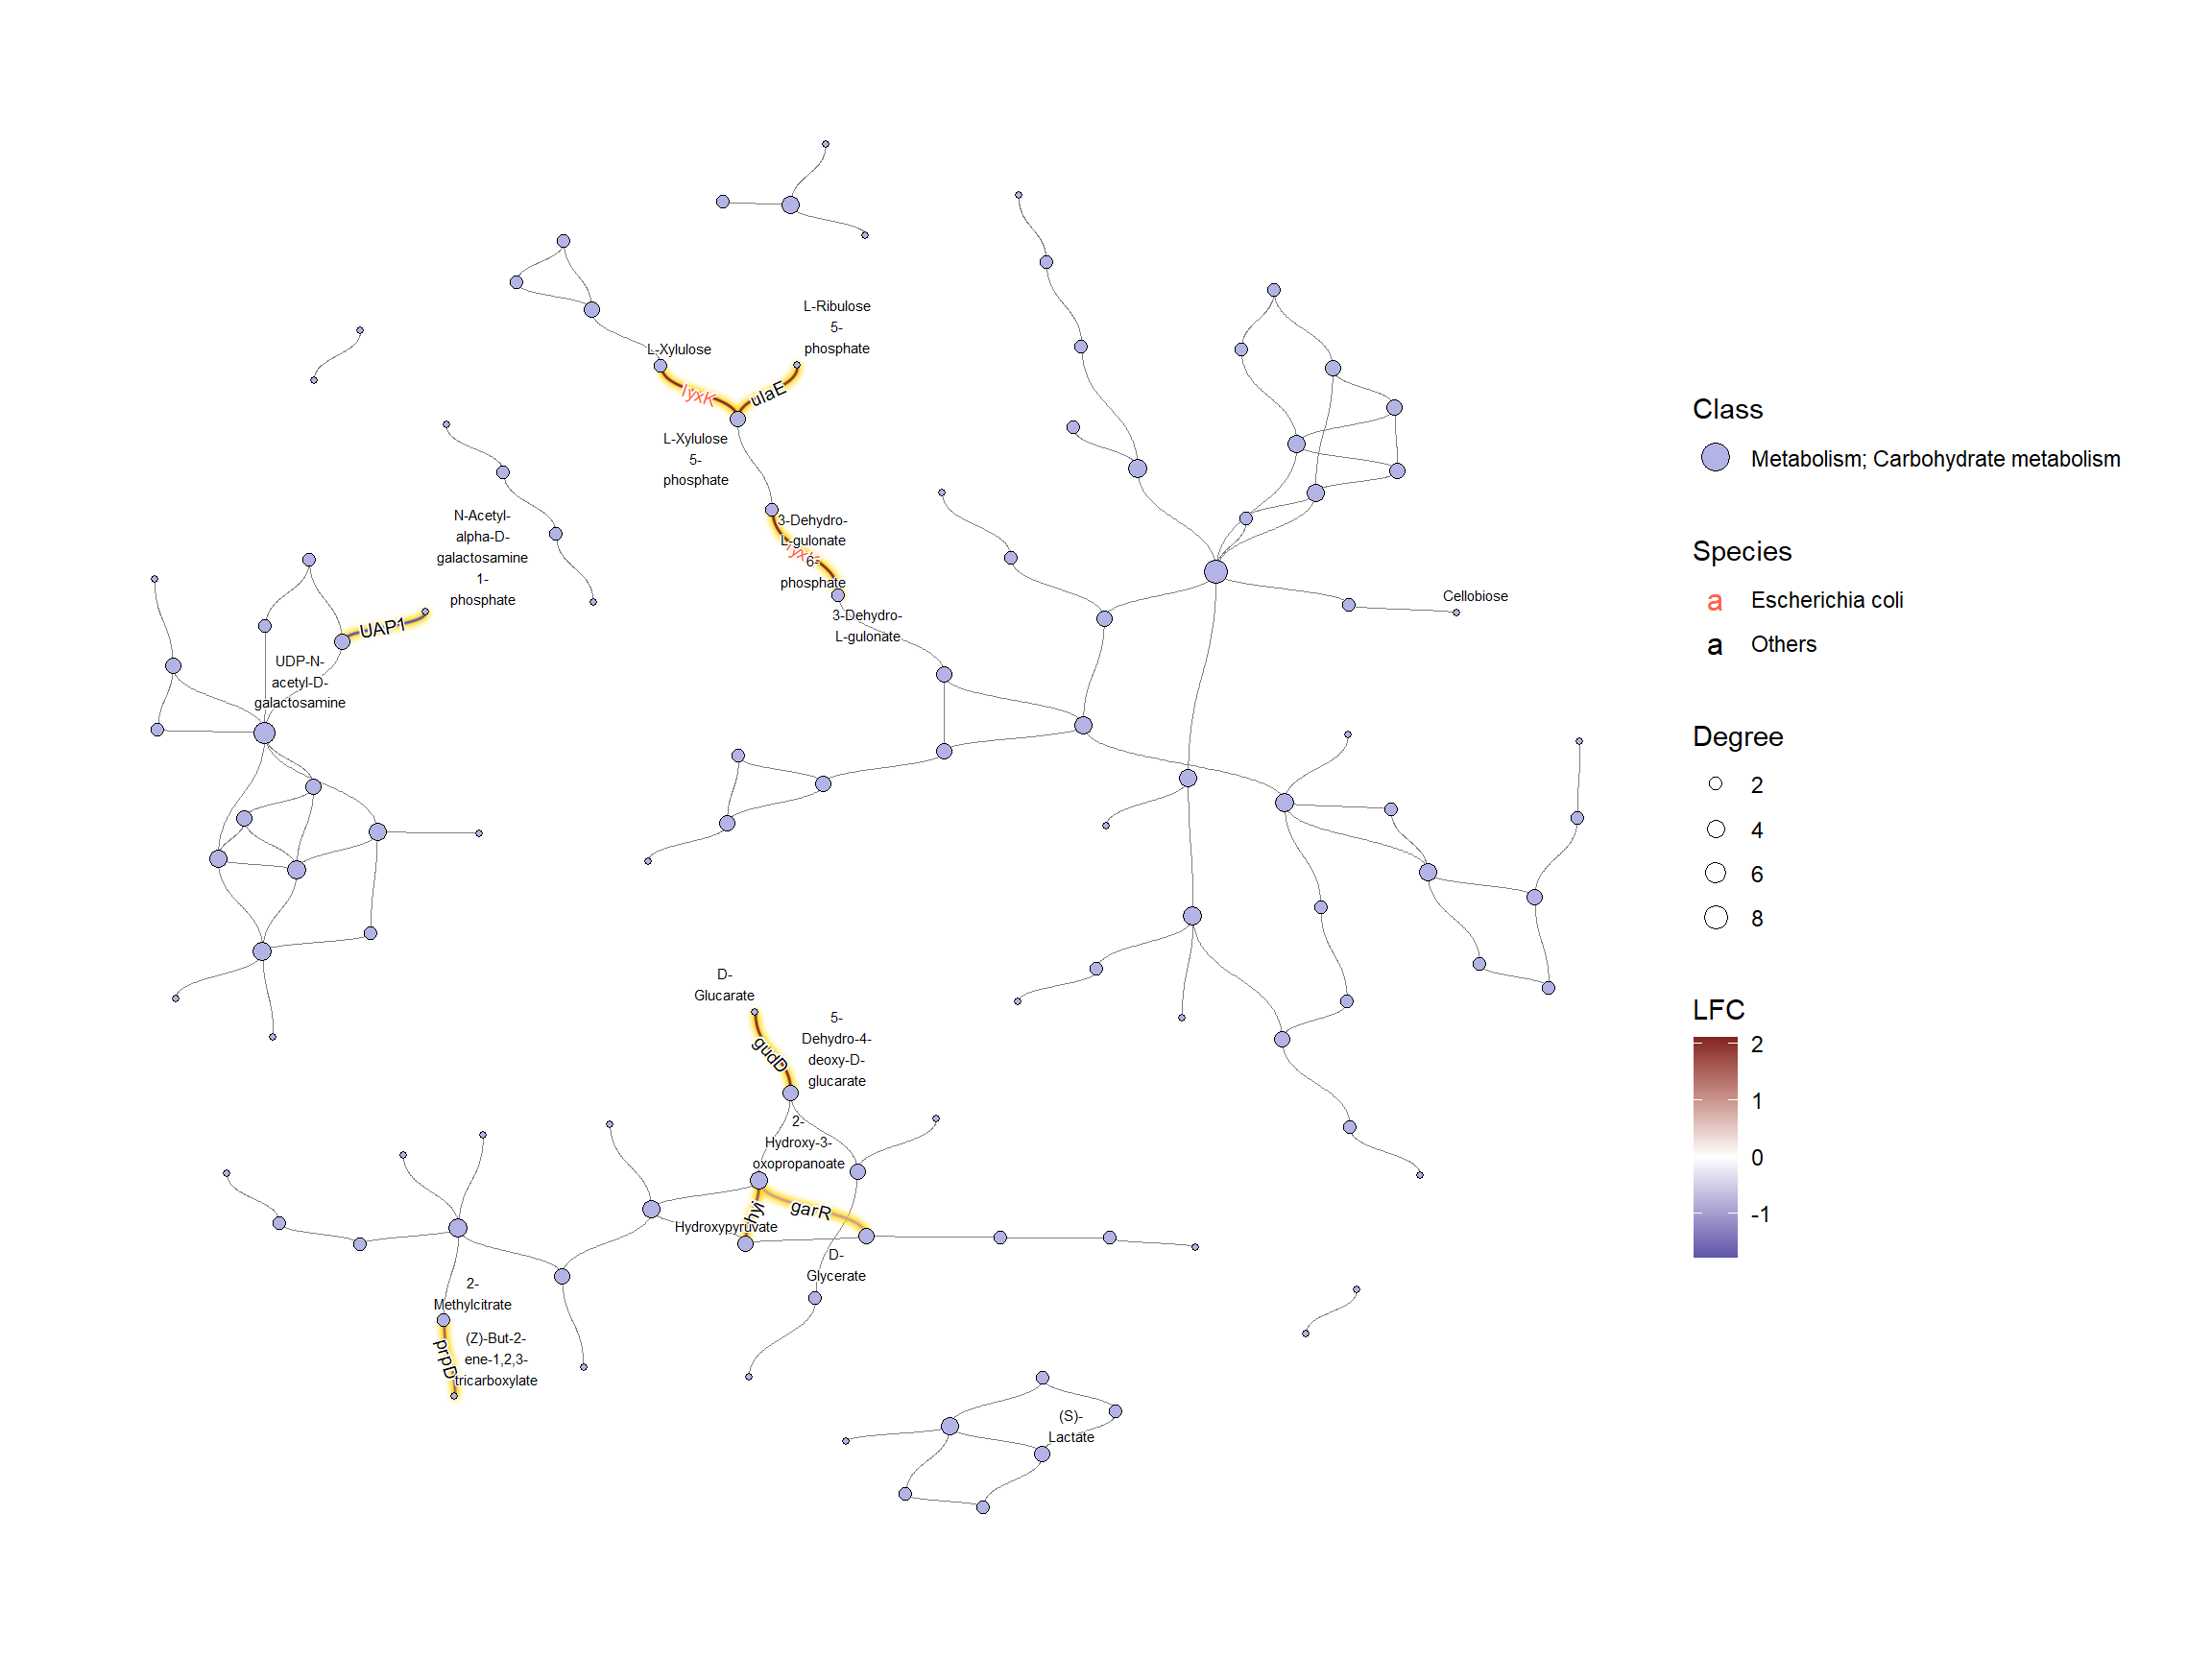 L-Ribulose
5-
phosphate
L-Xylulose
lyxK
ulaE
L-Xylulose
5-
phosphate
N-Acetyl-
alpha-D-
galactosamine
1-
phosphate
3-Dehydro-
L-gulonate
6-
phosphate
lyxK
3-Dehydro-
L-gulonate
UAP1
UDP-N-
acetyl-D-
galactosamine
Cellobiose
D-
Glucarate
gudD
5-
Dehydro-4-
deoxy-D-
glucarate
2-
Hydroxy-3-
oxopropanoate
hyi
garR
Hydroxypyruvate
D-
Glycerate
2-
Methylcitrate
prpD
(Z)-But-2-
ene-1,2,3-
tricarboxylate
(S)-
Lactate
Class
Metabolism; Carbohydrate metabolism
Species
a Escherichia coli
a Others
Degree
2
4
6
8
LFC
2
1
0
-1